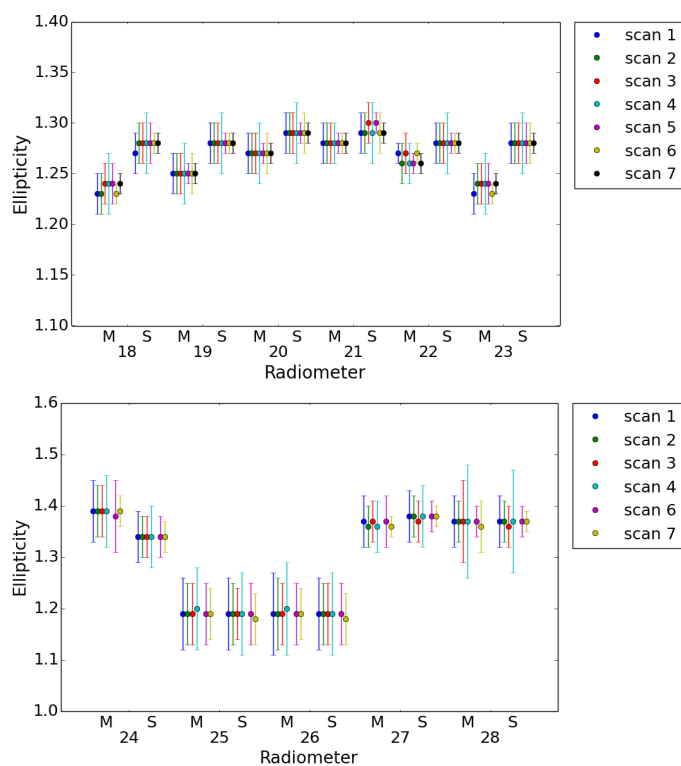 1.40
1.35
1.30
1.25
1.20
1.15
1.10
Ellipticity
M S M S M S M S M S M S
18 19 20 21 22 23
Radiometer
scan 1
scan 2
scan 3
scan 4
scan 5
scan 6
scan 7
1.6
1.5
1.4
1.3
1.2
1.1
1.0
Ellipticity
M S M S M S M S M S
24 25 26 27 28
Radiometer
scan 1
scan 2
scan 3
scan 4
scan 6
scan 7